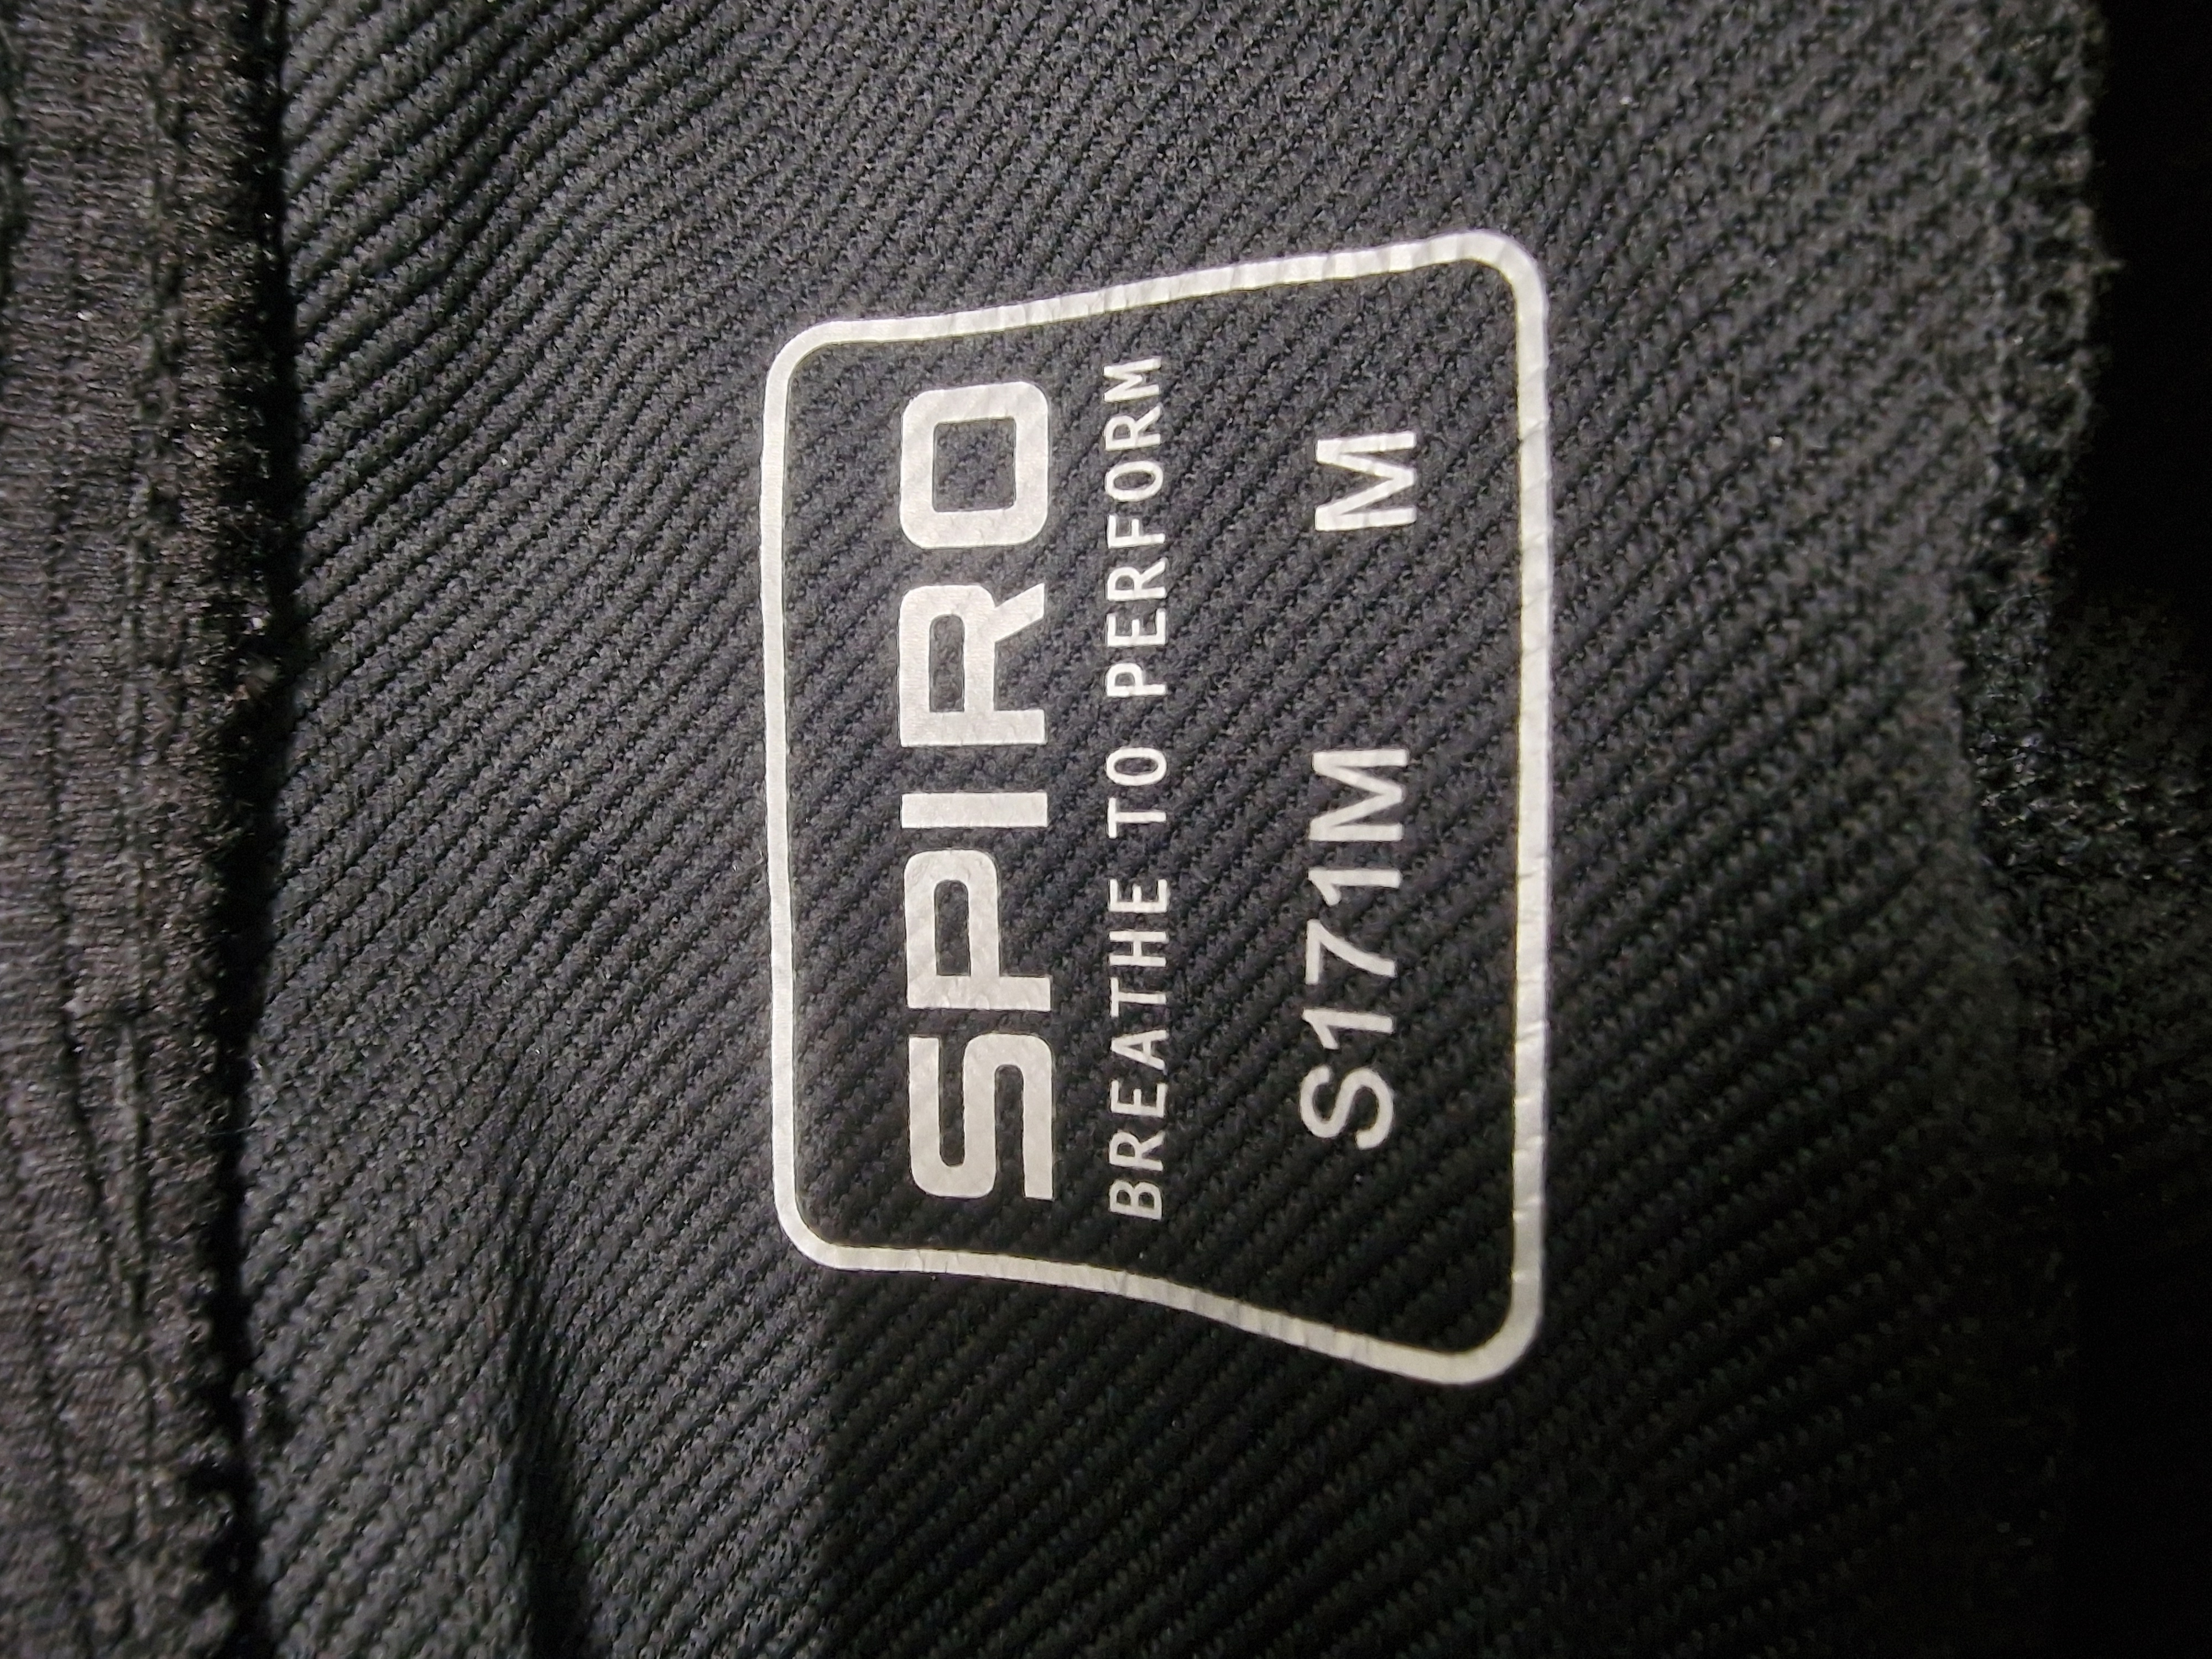 SPIRO
BREATHE TO PERFORM
S171M M